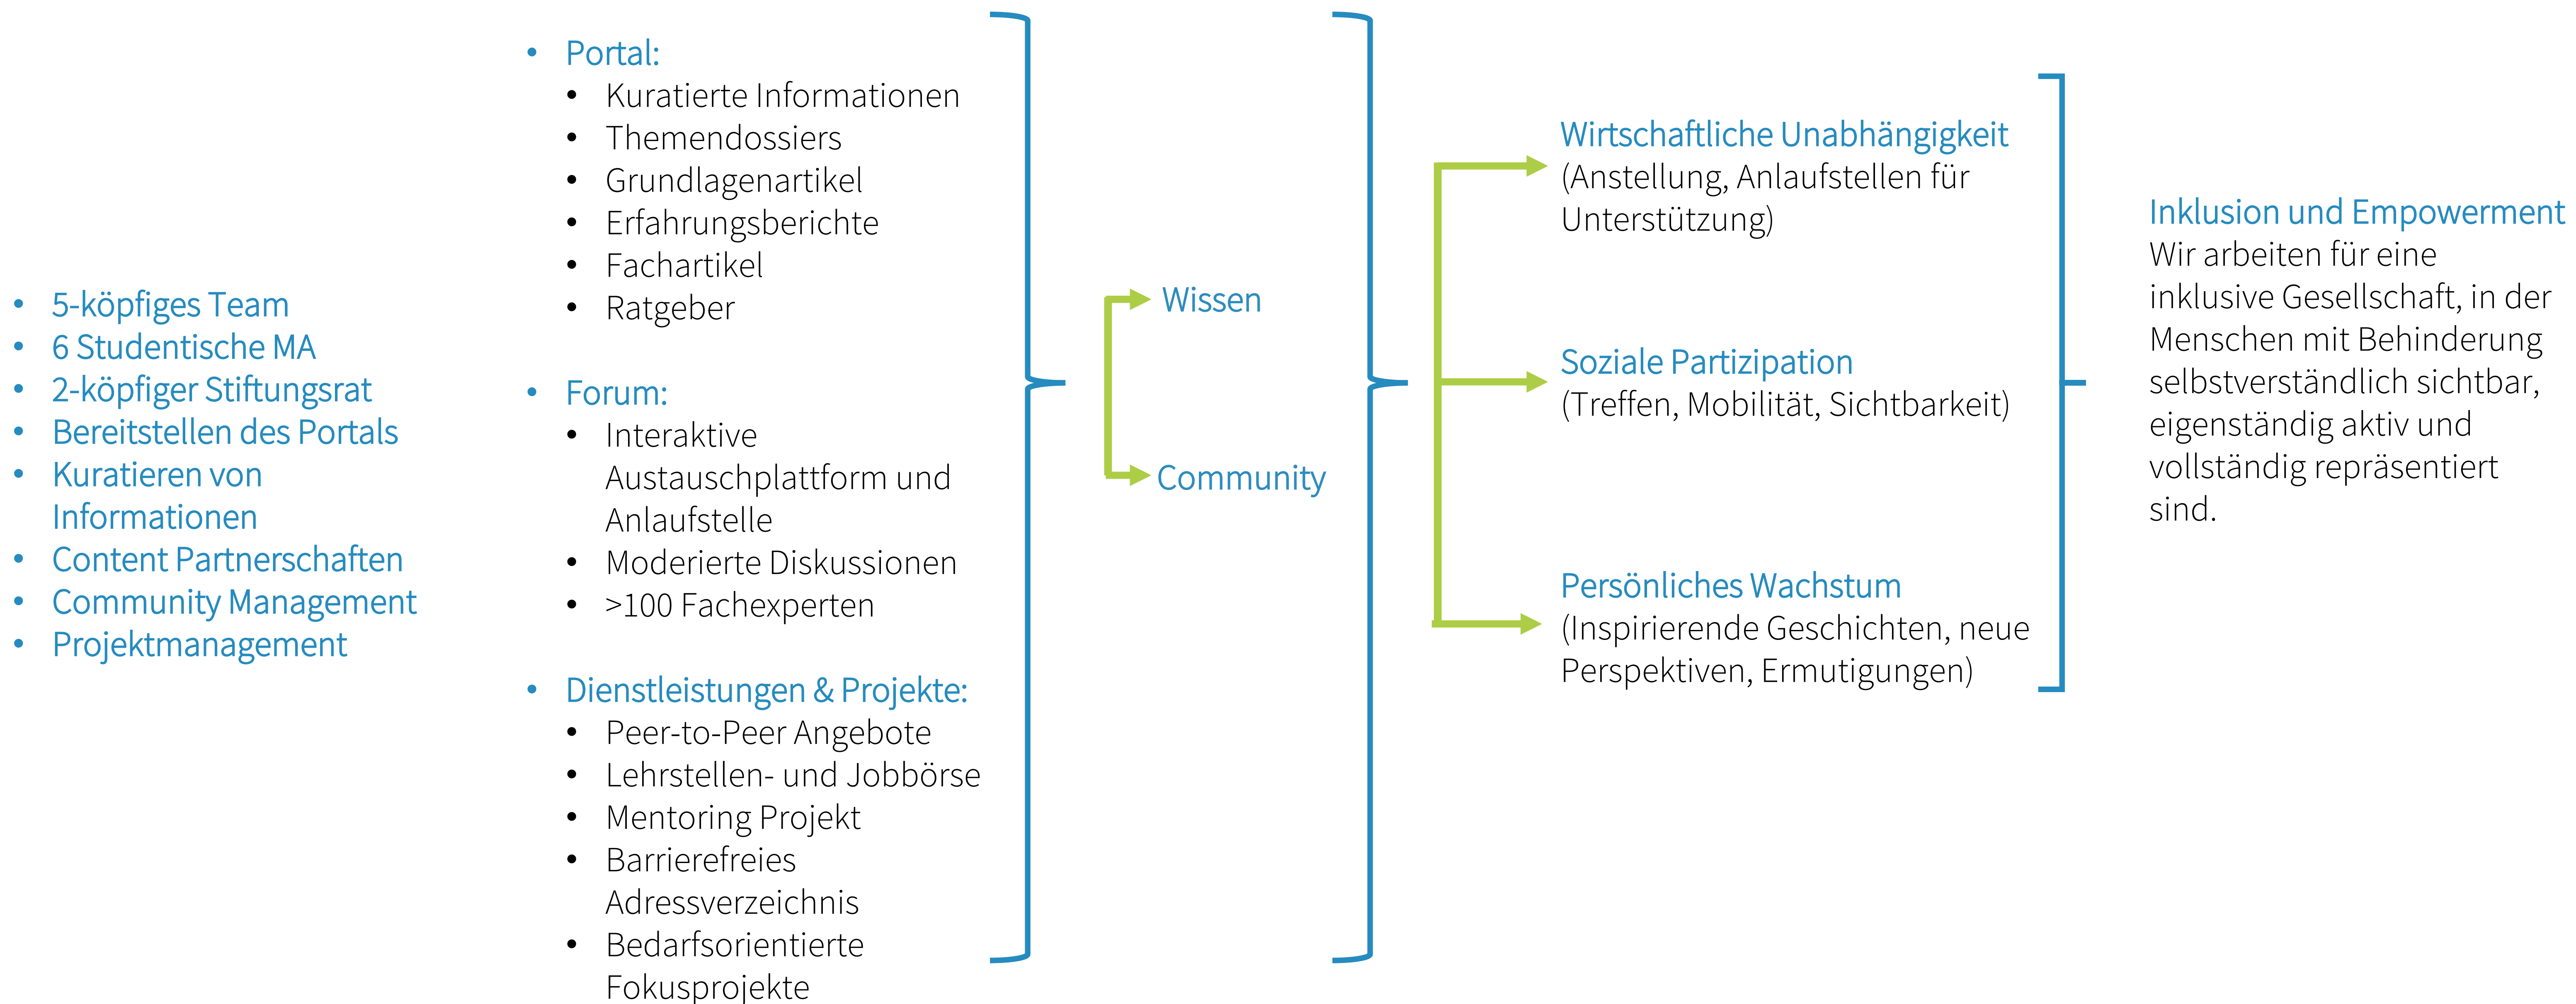 • 5-köpfiges Team
• 6 Studentische MA
• 2-köpfiger Stiftungsrat
• Bereitstellen des Portals
• Kuratieren von
Informationen
• Content Partnerschaften
• Community Management
• Projektmanagement
• Portal:
• Kuratierte Informationen
• Themendossiers
• Grundlagenartikel
• Erfahrungsberichte
• Fachartikel
• Ratgeber
• Forum:
• Interaktive
Austauschplattform und
Anlaufstelle
• Moderierte Diskussionen
• >100 Fachexperten
• Dienstleistungen & Projekte:
• Peer-to-Peer Angebote
• Lehrstellen- und Jobbörse
• Mentoring Projekt
• Barrierefreies
Adressverzeichnis
• Bedarfsorientierte
Fokusprojekte
Wissen
Community
Wirtschaftliche Unabhängigkeit
(Anstellung, Anlaufstellen für
Unterstützung)
Soziale Partizipation
(Treffen, Mobilität, Sichtbarkeit)
Persönliches Wachstum
(Inspirierende Geschichten, neue
Perspektiven, Ermutigungen)
Inklusion und Empowerment
Wir arbeiten für eine
inklusive Gesellschaft, in der
Menschen mit Behinderung
selbstverständlich sichtbar,
eigenständig aktiv und
vollständig repräsentiert
sind.